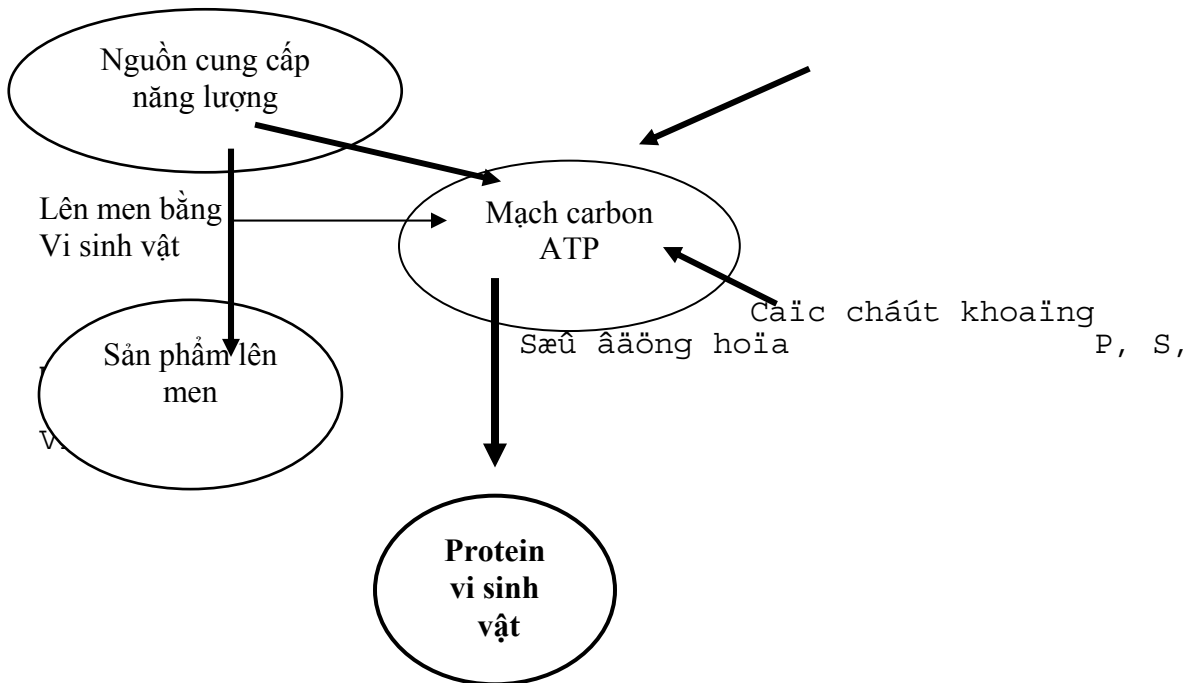 Nguồn cung cấp
năng lượng
Lên men bằng
Vi sinh vật
Mạch carbon
ATP
Caïc cháút khoaïng
Sæû âäöng hoïa P, S,
Sản phẩm lên
men
Protein
vi sinh
vật